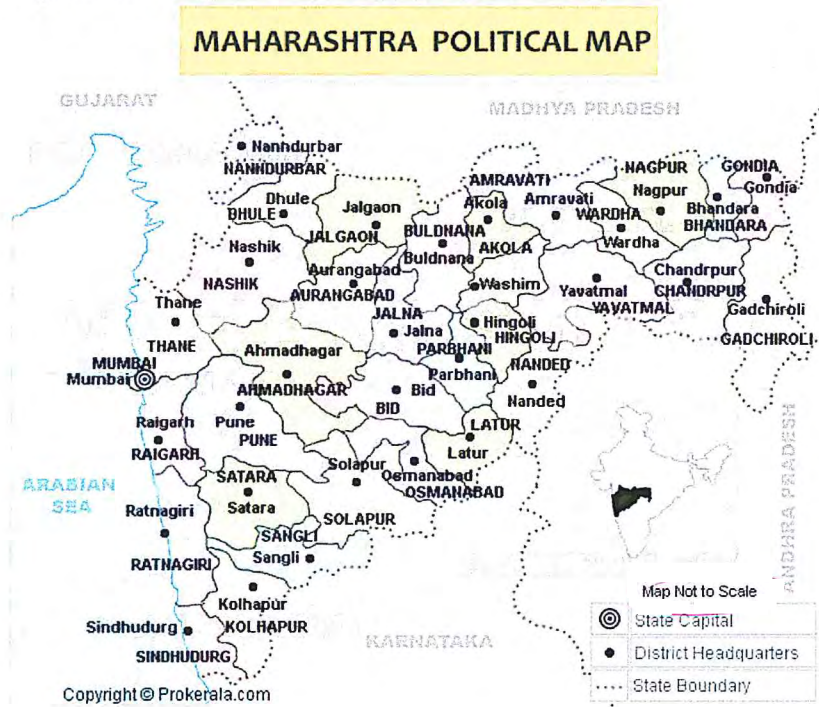 MAHARASHTRA POLITICAL MAP
GUJARAT
MADHYA PRADESH
Nanhdurbar
NANNDURBAR
Dhule
DHULE
Jalgaon
JALGAON
BULDNANA
Buldnana
AMRAVATI
Akola
AKOLA
Amravati
WARDHA
Wardha
NAGPUR
Nagpur
GONDIA
Gondia
Bhandara
BHANDARA
Nashik
NASHIK
Aurangabad
AURANGABAD
Washim
Yavatmal
YAVATMAL
Chandrpur
CHANDRPUR
Gadchiroli
GADCHIROLI
Thane
THANE
JALNA
Jalna
Hingoli
HINGOLI
PARBHANI
Parbhani
NANDED
Nanded
MUMBAI
Mumbai
Ahmadhagar
AHMADHAGAR
Bid
BID
Pune
PUNE
Raigarh
RAIGARH
LATUR
Latur
Osmanabad
OSMANABAD
Solapur
SOLAPUR
SATARA
Satara
ARABIAN
SEA
Ratnagiri
RATNAGIRI
SANGLI
Sangli
Kolhapur
KOLHAPUR
Sindhudurg
SINDHUDURG
KARNATAKA
ANDHRA PRADESH
Map Not to Scale
State Capital
District Headquarters
State Boundary
Copyright © Prokerala.com